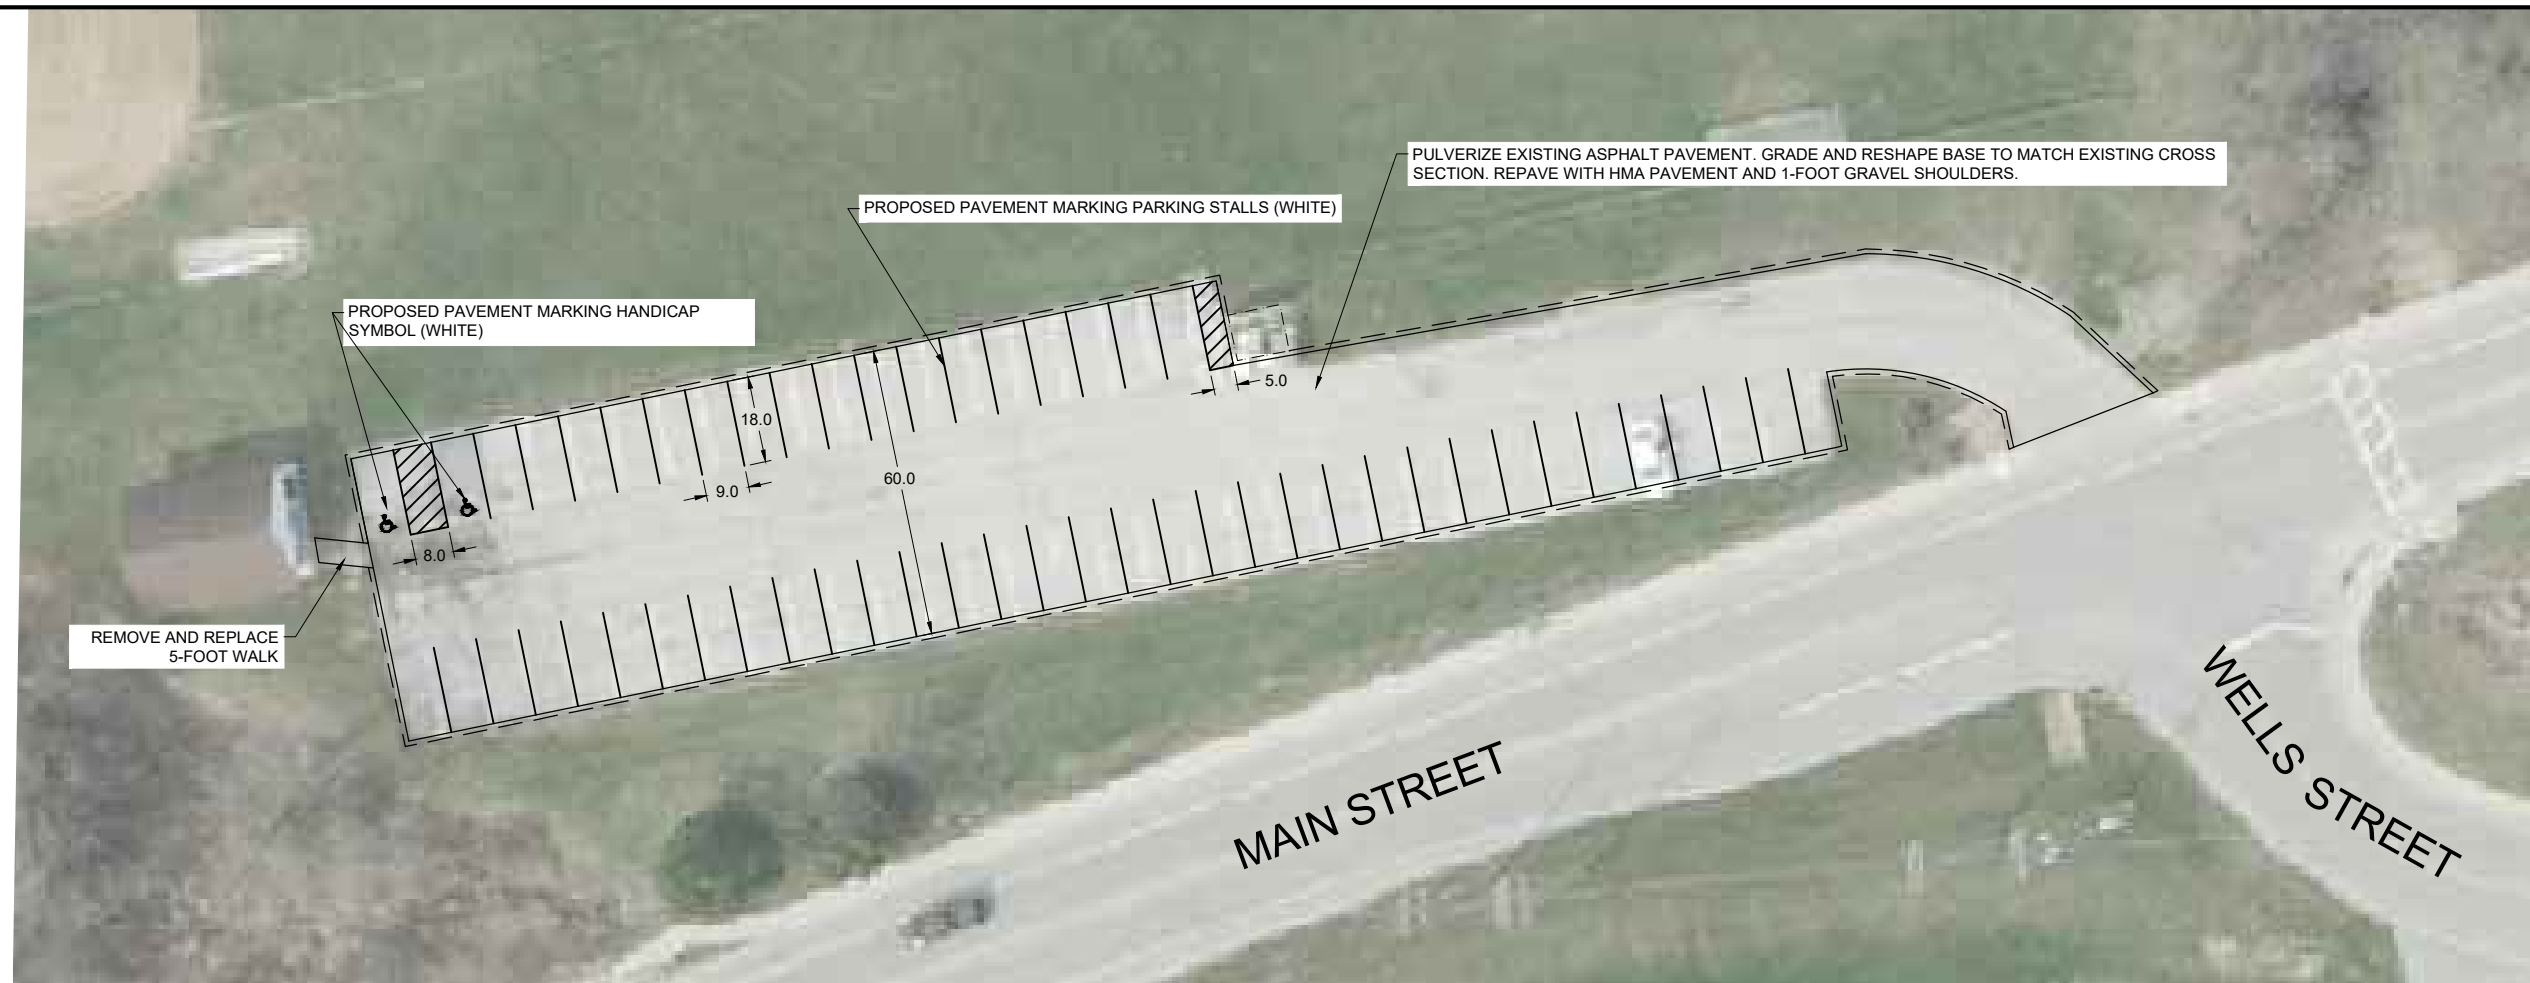 PULVERIZE EXISTING ASPHALT PAVEMENT. GRADE AND RESHAPE BASE TO MATCH EXISTING CROSS
SECTION. REPAVE WITH HMA PAVEMENT AND 1-FOOT GRAVEL SHOULDERS.
PROPOSED PAVEMENT MARKING PARKING STALLS (WHITE)
PROPOSED PAVEMENT MARKING HANDICAP
SYMBOL (WHITE)
5.0
18.0
60.0
9.0
8.0
REMOVE AND REPLACE
5-FOOT WALK
MAIN STREET
WELLS STREET